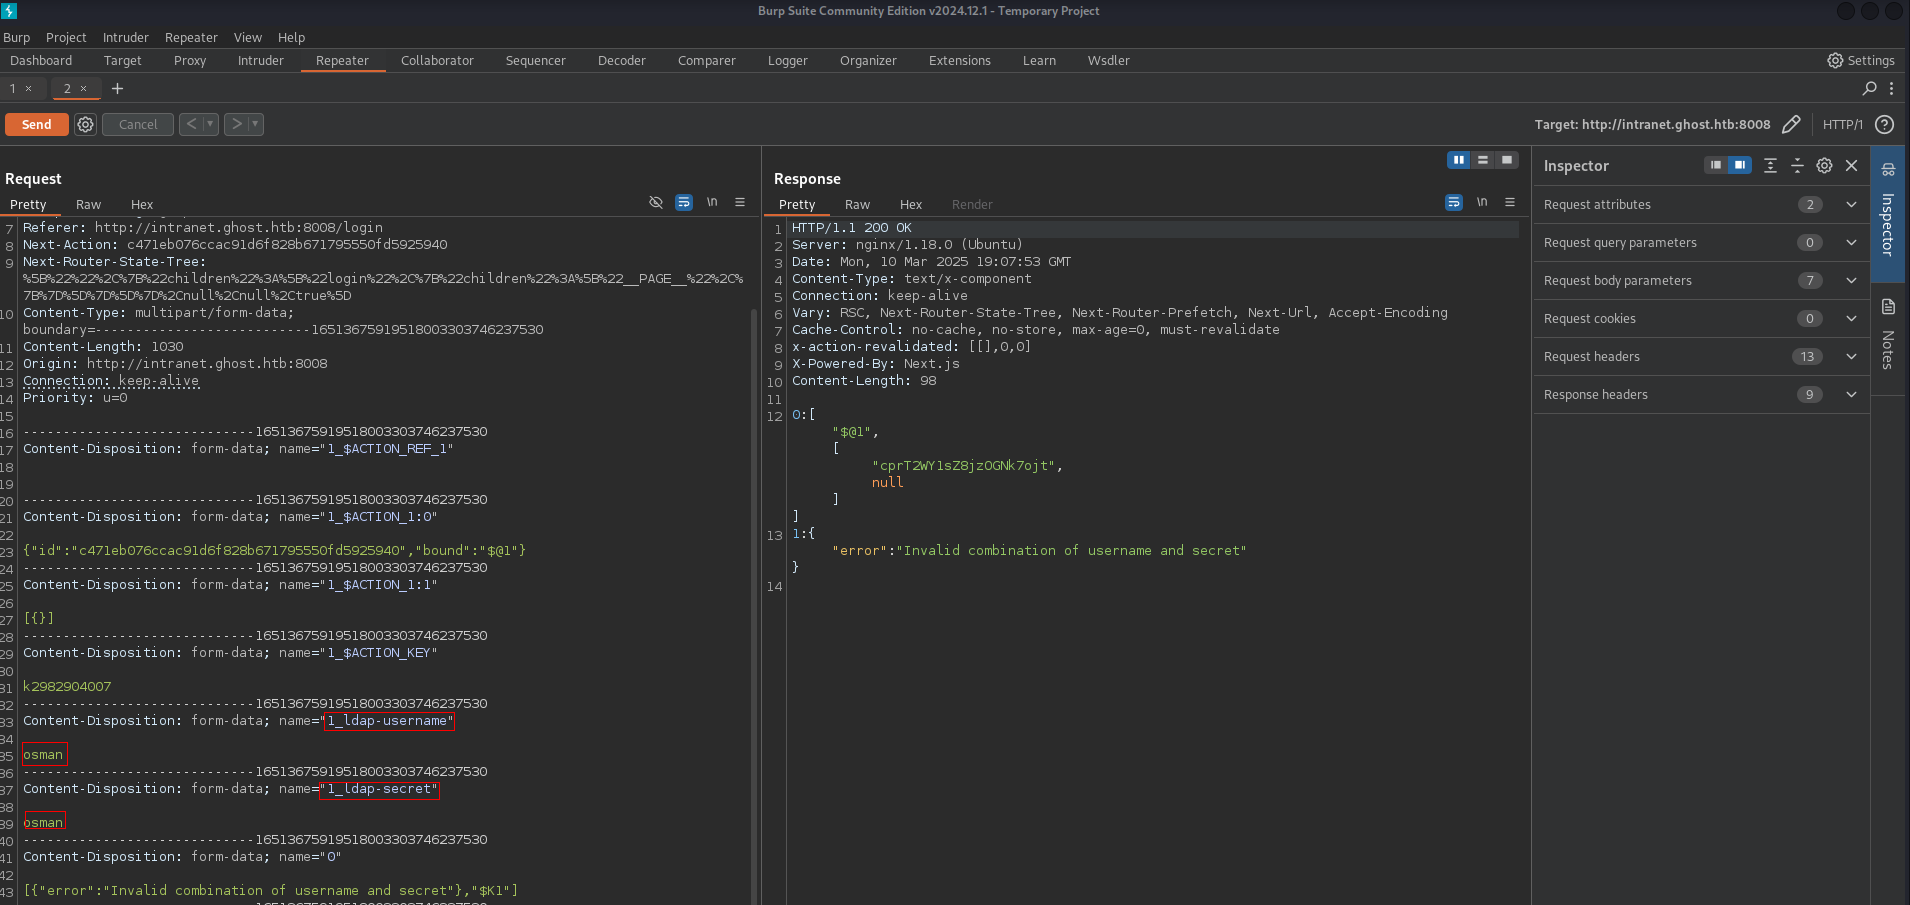 Burp Suite Community Edition v2024.12.1 - Temporary Project
Burp Project Intruder Repeater View Help
Dashboard Target Proxy Intruder Repeater Collaborator Sequencer Decoder Comparer Logger Organizer Extensions Learn Wsdler Settings
1 × 2 × +
Send Cancel < > Target: http://intranet.ghost.htb:8008 HTTP/1 ?
Request
Pretty Raw Hex \n
7 Referer: http://intranet.ghost.htb:8008/login
8 Next-Action: c471eb076ccac91d6f828b671795550fd5925940
9 Next-Router-State-Tree:
%5B%22%22%2C%7B%22children%22%3A%5B%22login%22%2C%7B%22children%22%3A%5B%22__PAGE__%22%2C%
7B%7D%5D%7D%5D%7D%2Cnull%2Cnull%2Ctrue%5D
10 Content-Type: multipart/form-data;
boundary=---------------------------165136759195180033037462​37530
11 Content-Length: 1030
12 Origin: http://intranet.ghost.htb:8008
13 Connection: keep-alive
14 Priority: u=0
15
16 -----------------------------16513675919518003303746237530
17 Content-Disposition: form-data; name="1_$ACTION_REF_1"
18
19
20 -----------------------------16513675919518003303746237530
21 Content-Disposition: form-data; name="1_$ACTION_1:0"
22
23 {"id":"c471eb076ccac91d6f828b671795550fd5925940","bound":"$@1"}
24 -----------------------------16513675919518003303746237530
25 Content-Disposition: form-data; name="1_$ACTION_1:1"
26
27 [{}]
28 -----------------------------16513675919518003303746237530
29 Content-Disposition: form-data; name="1_$ACTION_KEY"
30
31 k2982904007
32 -----------------------------16513675919518003303746237530
33 Content-Disposition: form-data; name="1_ldap-username"
34
35 osman
36 -----------------------------16513675919518003303746237530
37 Content-Disposition: form-data; name="1_ldap-secret"
38
39 osman
40 -----------------------------16513675919518003303746237530
41 Content-Disposition: form-data; name="0"
42
43 [{"error":"Invalid combination of username and secret"},"$K1"]
Response
Pretty Raw Hex Render \n
1 HTTP/1.1 200 OK
2 Server: nginx/1.18.0 (Ubuntu)
3 Date: Mon, 10 Mar 2025 19:07:53 GMT
4 Content-Type: text/x-component
5 Connection: keep-alive
6 Vary: RSC, Next-Router-State-Tree, Next-Router-Prefetch, Next-Url, Accept-Encoding
7 Cache-Control: no-cache, no-store, max-age=0, must-revalidate
8 x-action-revalidated: [[],0,0]
9 X-Powered-By: Next.js
10 Content-Length: 98
11
12 0:[
"$@1",
[
"cprT2WY1sZ8jzOGNk7ojt",
null
]
]
13 1:{
"error":"Invalid combination of username and secret"
}
14
Inspector
Request attributes 2
Request query parameters 0
Request body parameters 7
Request cookies 0
Request headers 13
Response headers 9
Inspector
Notes